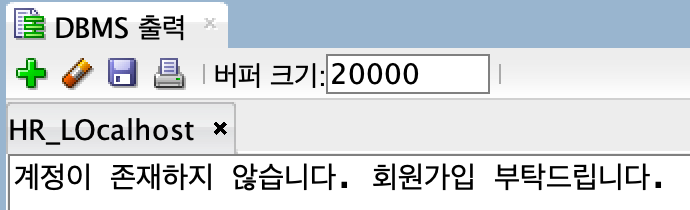 DBMS 출력
버퍼 크기:20000
HR_LOcalhost
계정이 존재하지 않습니다. 회원가입 부탁드립니다.